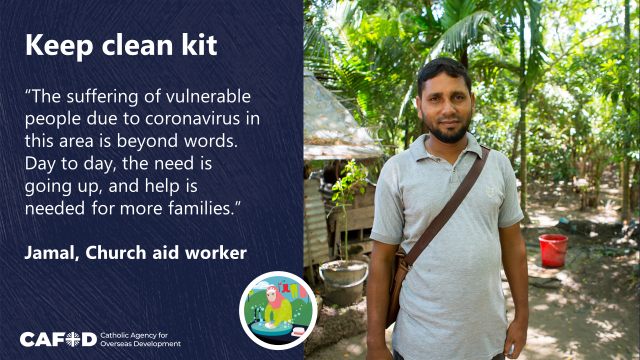 Keep clean kit
“The suffering of vulnerable
people due to coronavirus in
this area is beyond words.
Day to day, the need is
going up, and help is
needed for more families.”
Jamal, Church aid worker
CAFOD
Catholic Agency for
Overseas Development